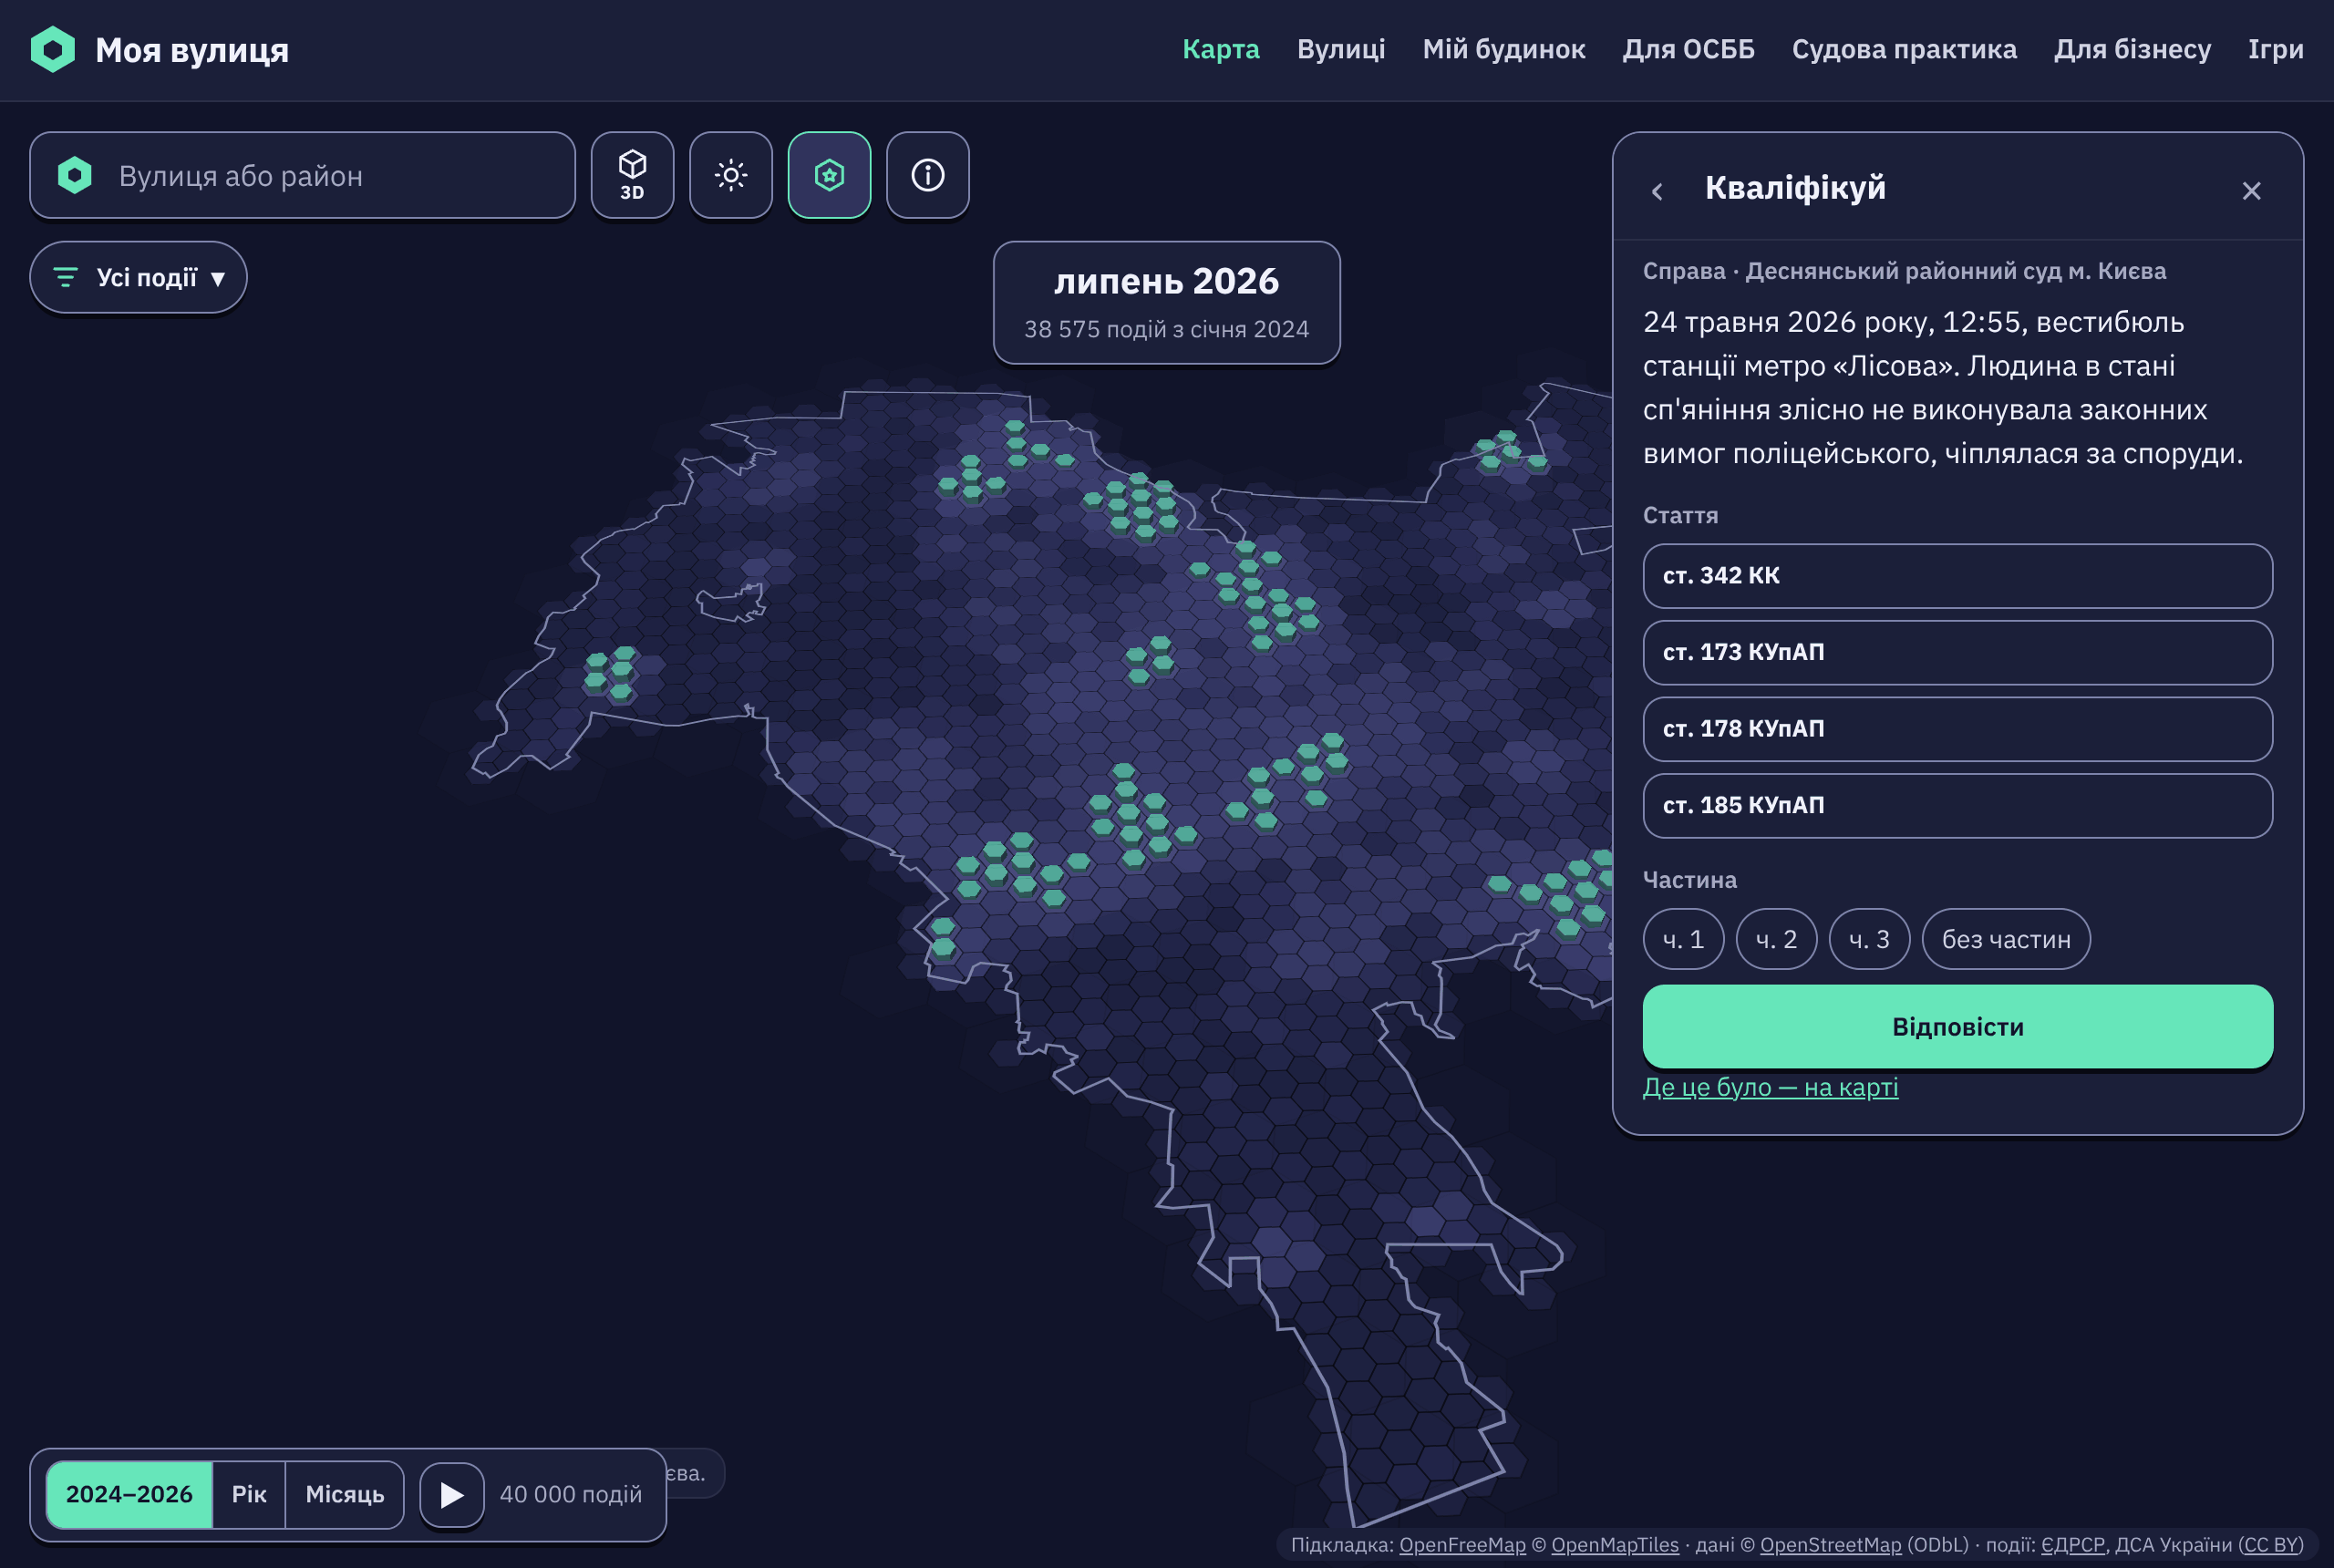 Моя вулиця
Карта Вулиці Мій будинок Для ОСББ Судова практика Для бізнесу Ігри
Вулиця або район
3D
Усі події ▼
липень 2026
38 575 подій з січня 2024
Кваліфікуй
Справа · Деснянський районний суд м. Києва
24 травня 2026 року, 12:55, вестибюль
станції метро «Лісова». Людина в стані
сп'яніння злісно не виконувала законних
вимог поліцейського, чіплялася за споруди.
Стаття
ст. 342 КК
ст. 173 КУпАП
ст. 178 КУпАП
ст. 185 КУпАП
Частина
ч. 1 ч. 2 ч. 3 без частин
Відповісти
Де це було — на карті
2024–2026 Рік Місяць 40 000 подій
єва.
Підкладка: OpenFreeMap © OpenMapTiles · дані © OpenStreetMap (ODbL) · події: ЄДРСР, ДСА України (CC BY)